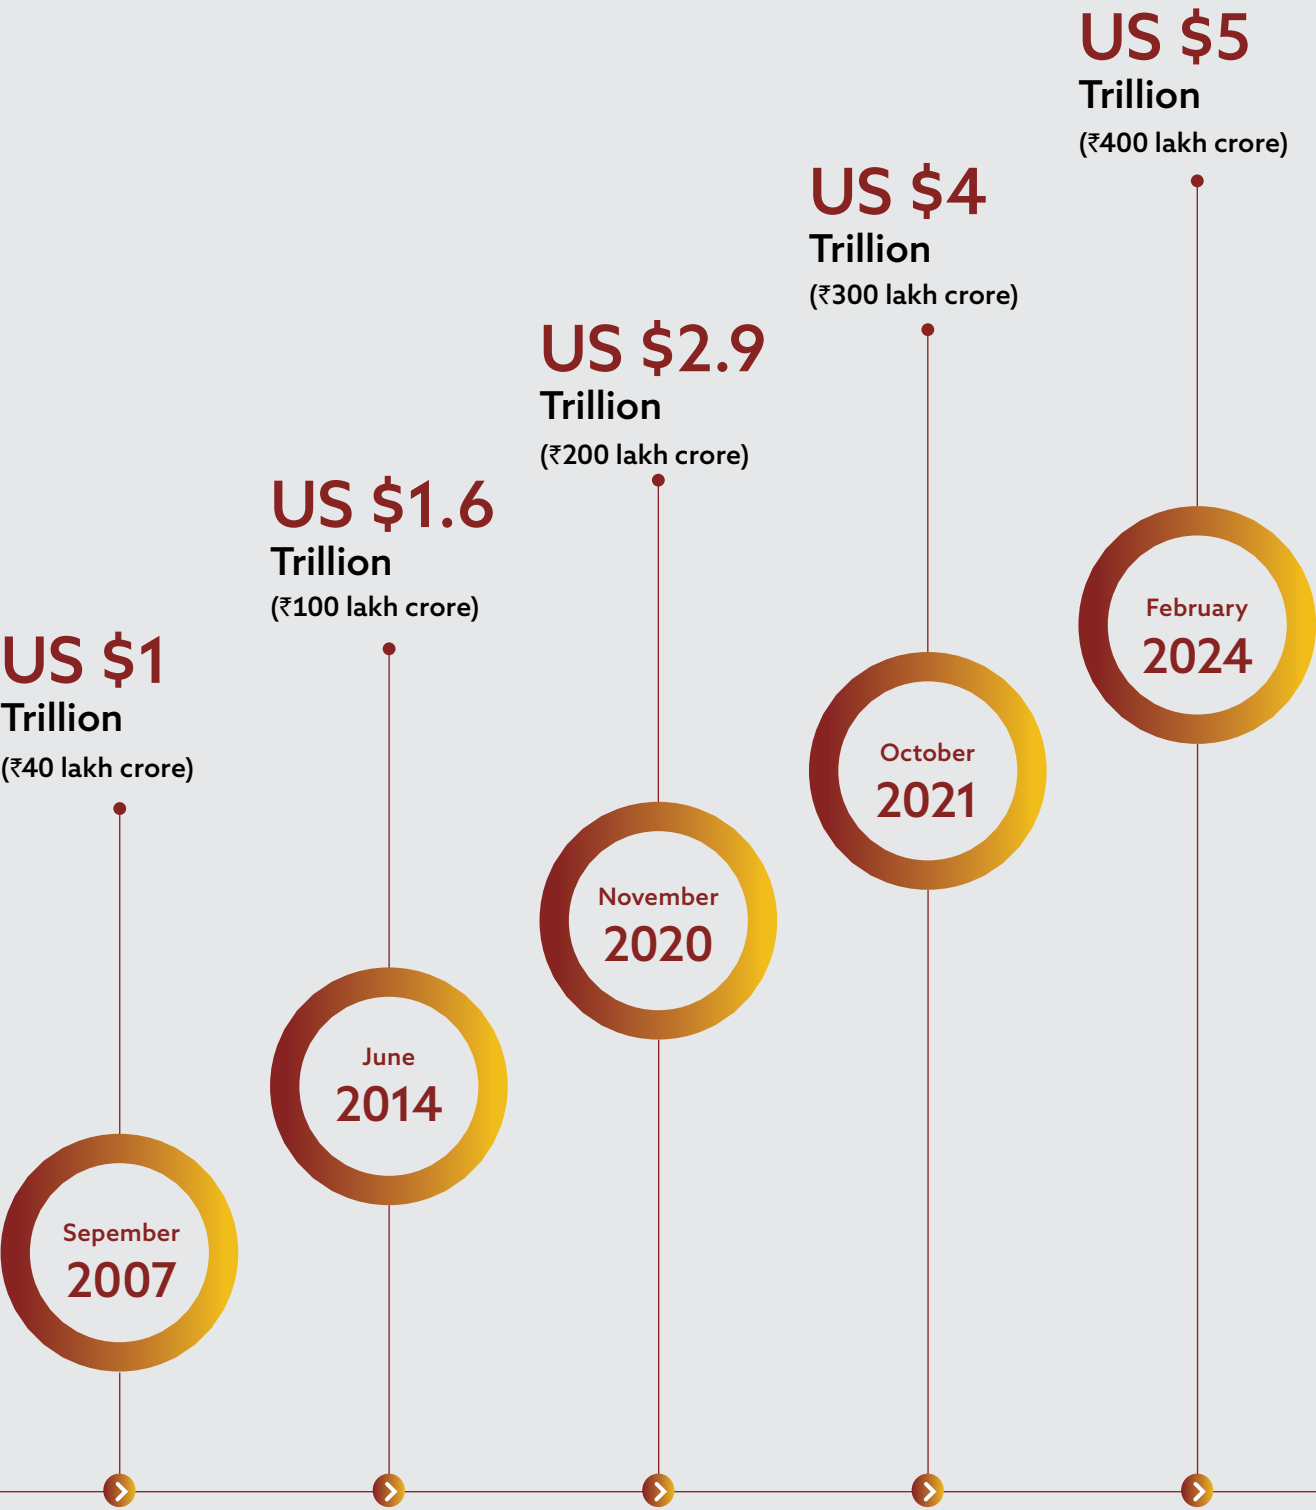 US $1
Trillion
(₹40 lakh crore)
Sepember
2007
US $1.6
Trillion
(₹100 lakh crore)
June
2014
US $2.9
Trillion
(₹200 lakh crore)
November
2020
US $4
Trillion
(₹300 lakh crore)
October
2021
US $5
Trillion
(₹400 lakh crore)
February
2024